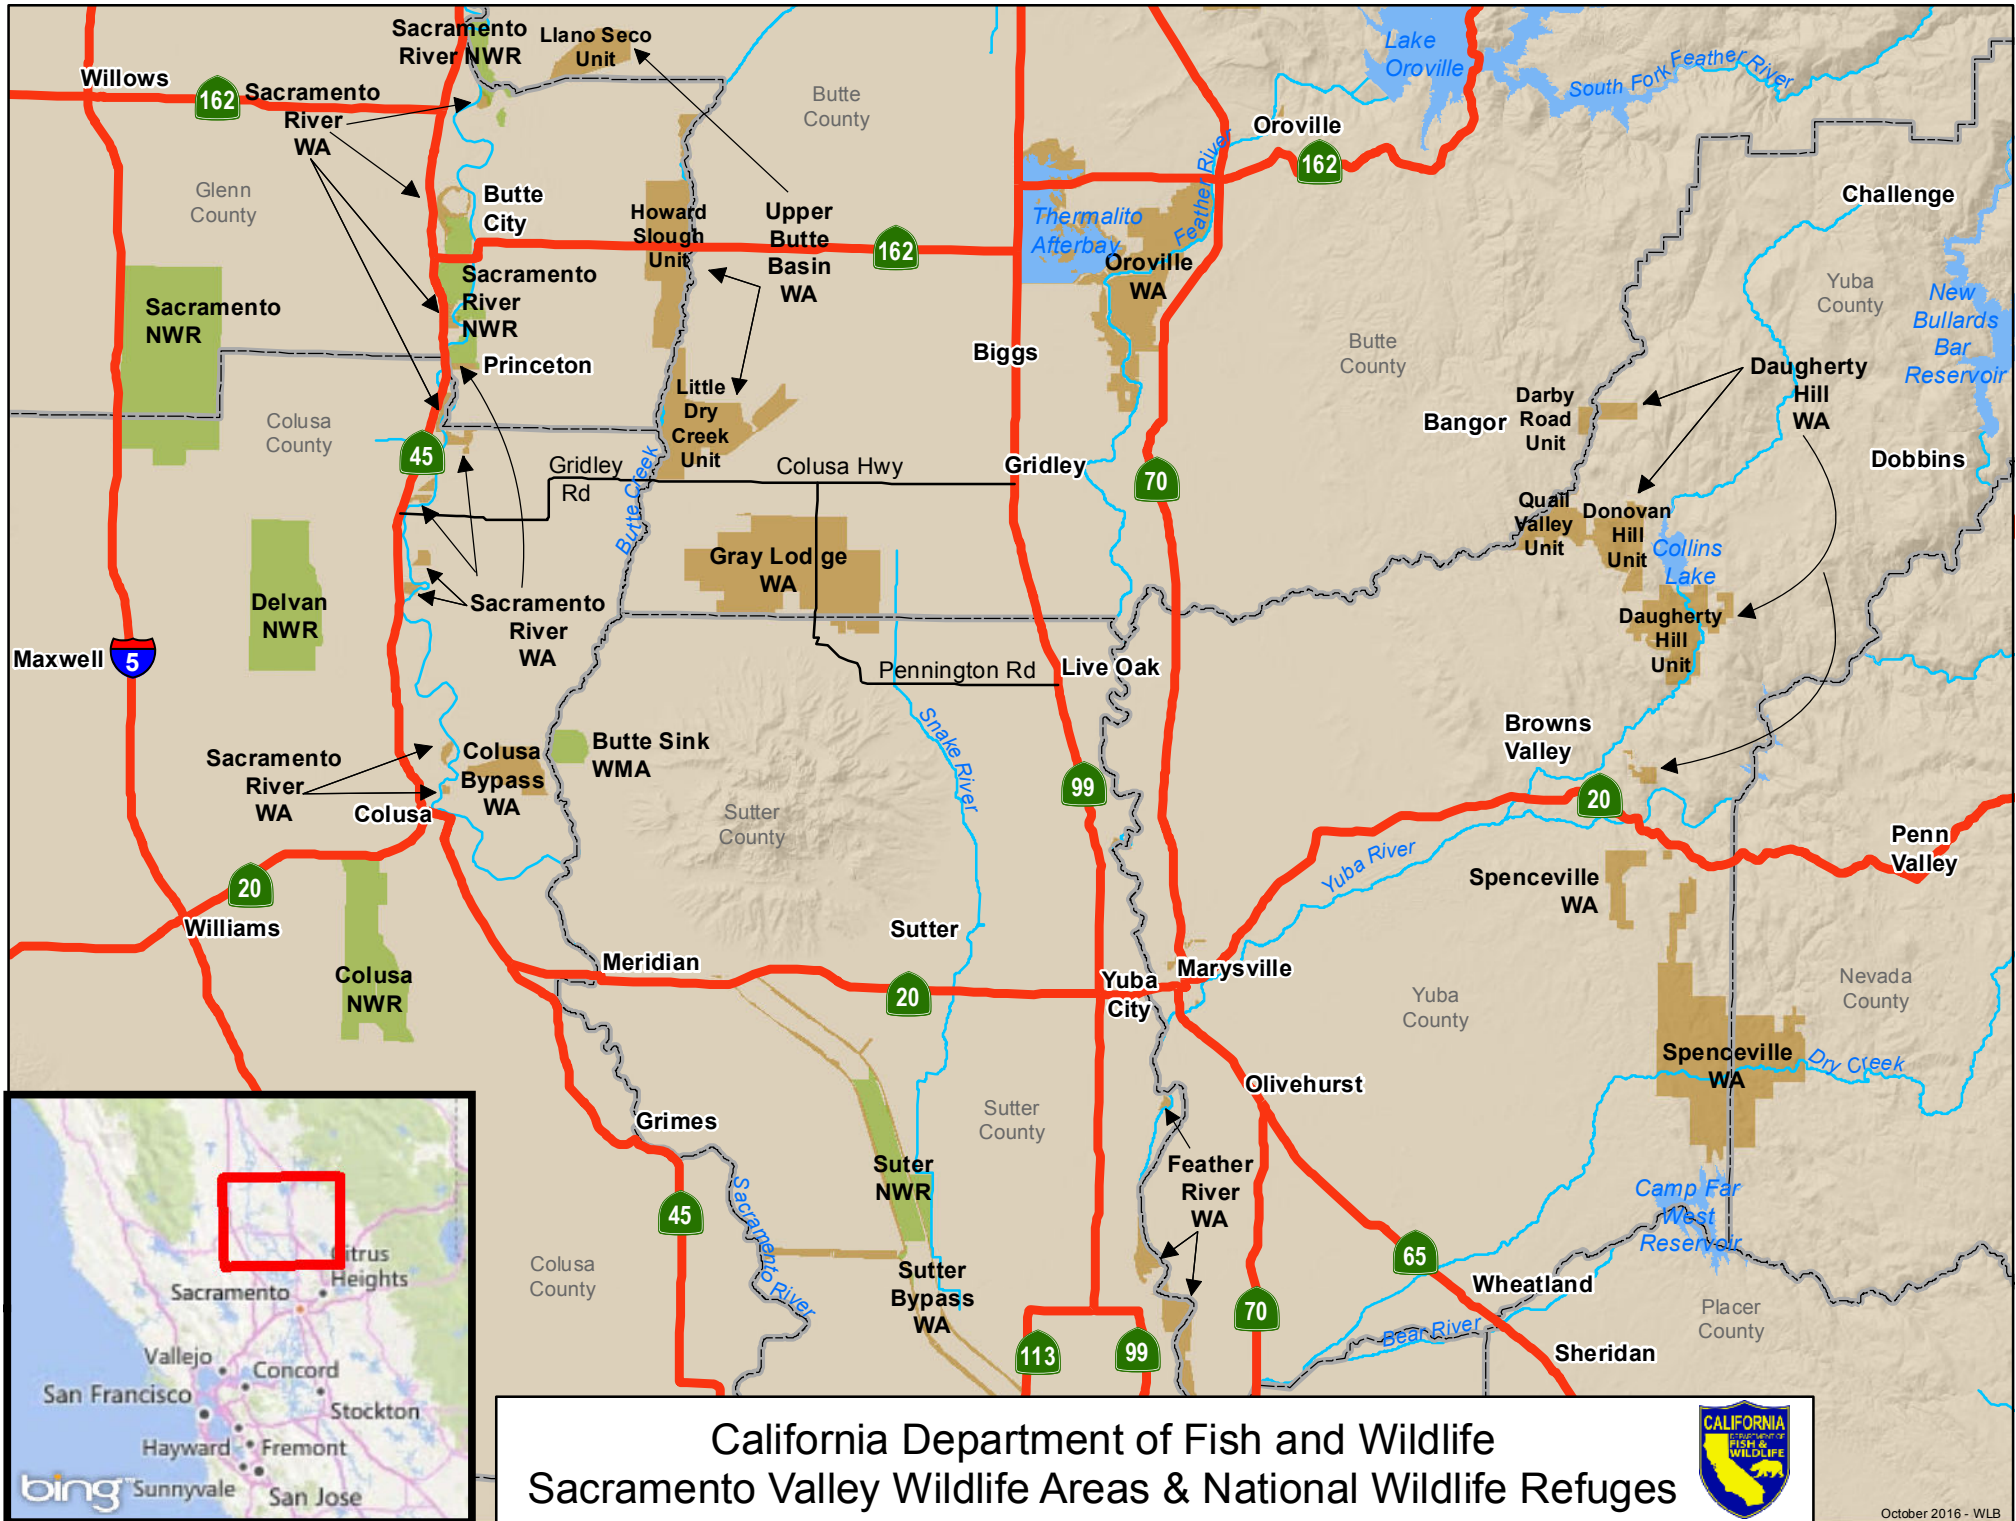 Sacramento
River NWR
Llano Seco
Unit
Lake
Oroville
South Fork Feather River
Willows
162
Sacramento
River
WA
Butte
County
Oroville
162
Feather River
Glenn
County
Butte
City
Howard
Slough
Unit
Upper
Butte
Basin
WA
162
Thermalito
Afterbay
Oroville
WA
Challenge
Yuba
County
New
Bullards
Bar
Reservoir
Sacramento
NWR
Sacramento
River
NWR
Princeton
Biggs
Butte
County
Daugherty
Hill
WA
Little
Dry
Creek
Unit
Darby
Road
Unit
Bangor
Dobbins
Colusa
County
45
Gridley
Rd
Colusa Hwy
Gridley
70
Butte Creek
Quail
Valley
Unit
Donovan
Hill
Unit
Collins
Lake
Gray Lodge
WA
Delvan
NWR
Sacramento
River
WA
Daugherty
Hill
Unit
Maxwell
5
Pennington Rd
Live Oak
Snake River
Browns
Valley
Sacramento
River
WA
Colusa
Bypass
WA
Butte Sink
WMA
99
20
Colusa
Sutter
County
Penn
Valley
Yuba River
20
Spenceville
WA
Williams
Sutter
Colusa
NWR
Meridian
20
Yuba
City
Marysville
Yuba
County
Nevada
County
Spenceville
WA
Dry Creek
Olivehurst
Grimes
Sutter
County
Suter
NWR
Feather
River
WA
Camp Far
West
Reservoir
45
Sacramento River
Colusa
County
Sutter
Bypass
WA
65
Wheatland
Placer
County
113
99
70
Bear River
Sheridan
Citrus
Heights
Sacramento
Vallejo
Concord
San Francisco
Stockton
Hayward
Fremont
bing
Sunnyvale
San Jose
California Department of Fish and Wildlife
Sacramento Valley Wildlife Areas & National Wildlife Refuges
CALIFORNIA
DEPARTMENT OF
FISH &
WILDLIFE
October 2016 - WLB